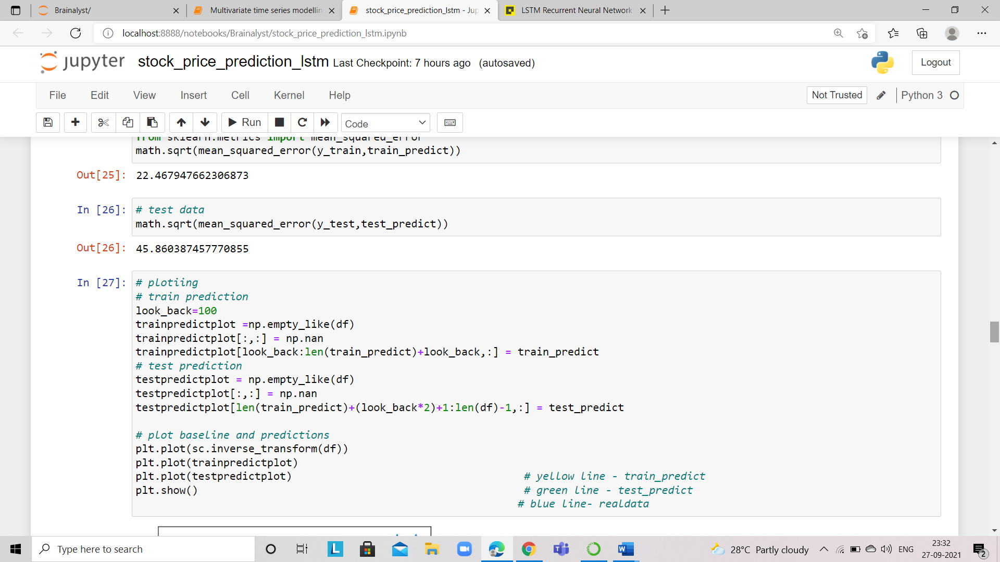 Brainalyst/
Multivariate time series modellin
stock_price_prediction_lstm - Jup
LSTM Recurrent Neural Network
localhost:8888/notebooks/Brainalyst/stock_price_prediction_lstm.ipynb
jupyter stock_price_prediction_lstm Last Checkpoint: 7 hours ago (autosaved)
Logout
File Edit View Insert Cell Kernel Help
Not Trusted Python 3
Run Code
from sklearn.metrics import mean_squared_error
math.sqrt(mean_squared_error(y_train,train_predict))
Out[25]: 22.467947662306873
In [26]: # test data
math.sqrt(mean_squared_error(y_test,test_predict))
Out[26]: 45.860387457770855
In [27]: # plotiing
# train prediction
look_back=100
trainpredictplot =np.empty_like(df)
trainpredictplot[:,:] = np.nan
trainpredictplot[look_back:len(train_predict)+look_back,:] = train_predict
# test prediction
testpredictplot = np.empty_like(df)
testpredictplot[:,:] = np.nan
testpredictplot[len(train_predict)+(look_back*2)+1:len(df)-1,:] = test_predict
# plot baseline and predictions
plt.plot(sc.inverse_transform(df))
plt.plot(trainpredictplot)
plt.plot(testpredictplot) # yellow line - train_predict
plt.show() # green line - test_predict
# blue line- realdata
Type here to search
28°C Partly cloudy
ENG
23:32
27-09-2021
2